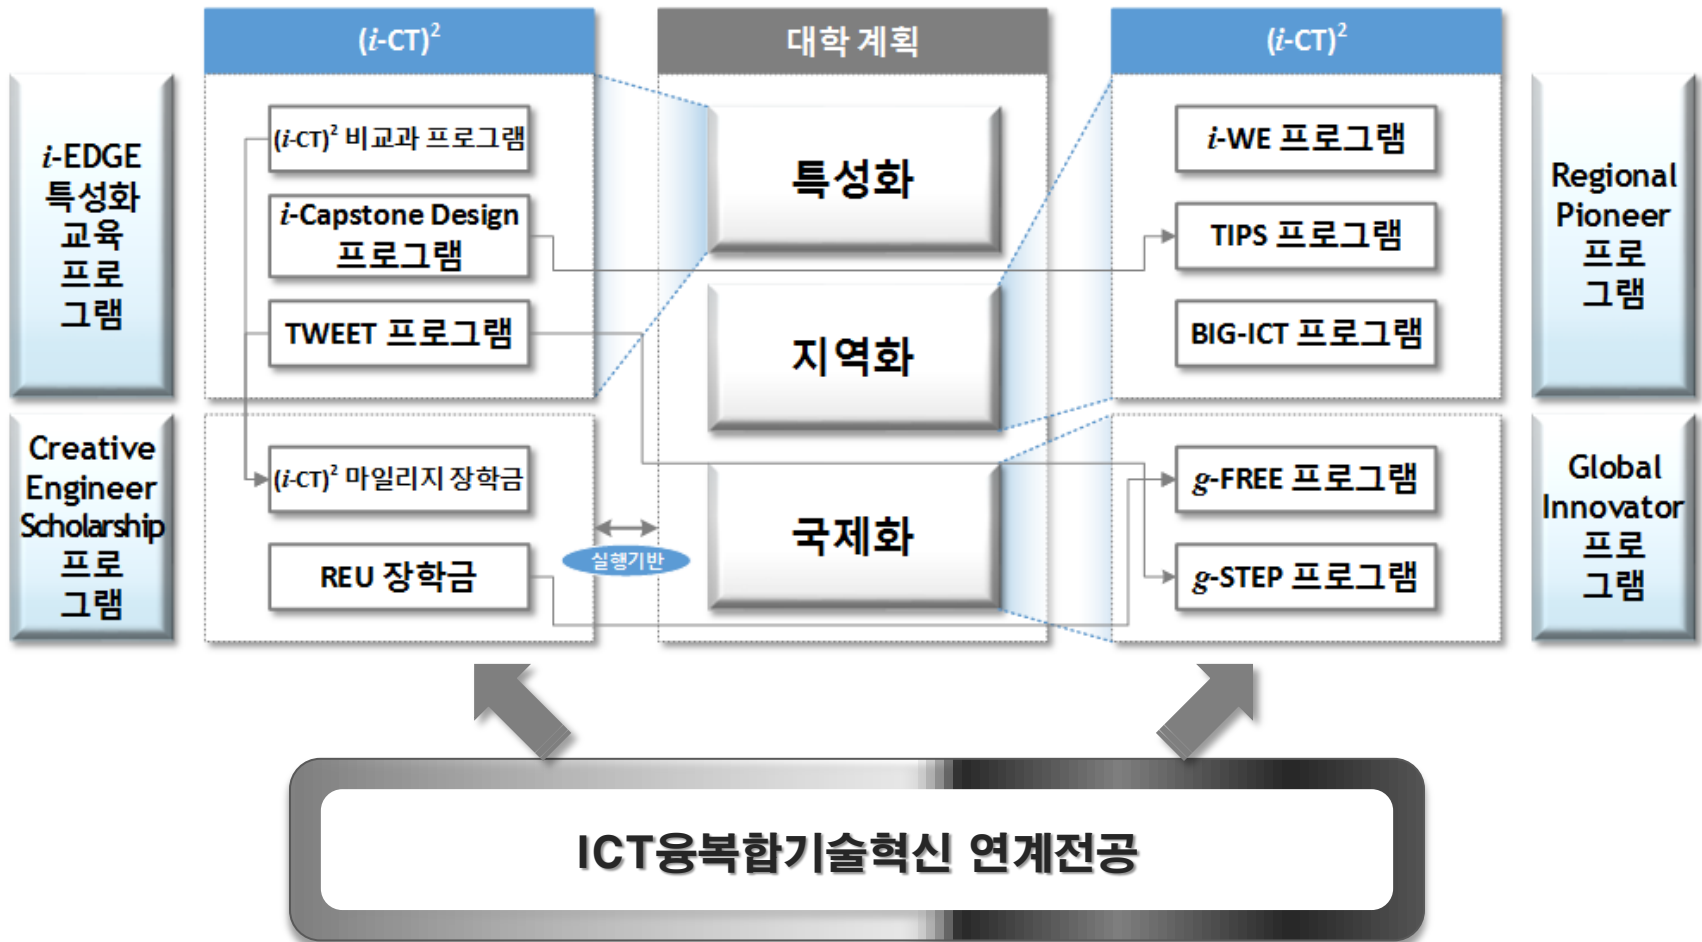 (i-CT)²
대학 계획
(i-CT)²
i-EDGE
특성화
교육
프로
그램
(i-CT)² 비교과 프로그램
i-Capstone Design
프로그램
TWEET 프로그램
특성화
지역화
i-WE 프로그램
TIPS 프로그램
BIG-ICT 프로그램
Regional
Pioneer
프로
그램
Creative
Engineer
Scholarship
프로
그램
(i-CT)² 마일리지 장학금
REU 장학금
실행기반
국제화
g-FREE 프로그램
g-STEP 프로그램
Global
Innovator
프로
그램
ICT융복합기술혁신 연계전공